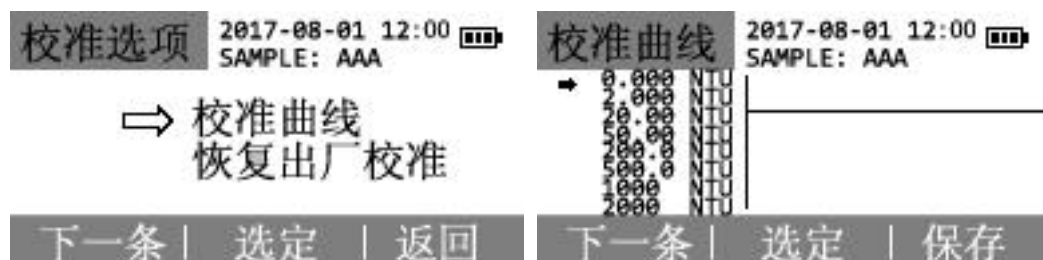 校准选项
2017-08-01 12:00
SAMPLE: AAA
校准曲线
恢复出厂校准
下一条 | 选定 | 返回
校准曲线
2017-08-01 12:00
SAMPLE: AAA
0.000 NTU
2.000 NTU
20.00 NTU
50.00 NTU
200.0 NTU
500.0 NTU
1000 NTU
2000 NTU
下一条 | 选定 | 保存